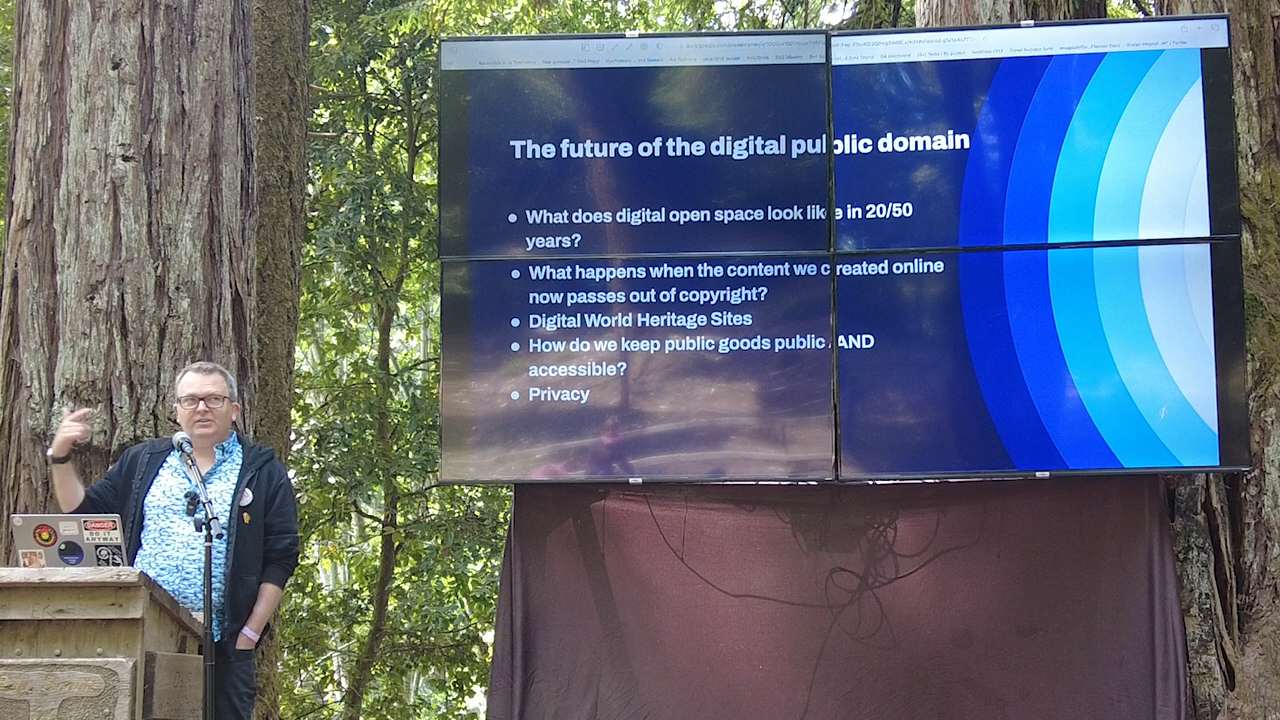 The future of the digital public domain
What does digital open space look like in 20/50
years?
What happens when the content we created online
now passes out of copyright?
Digital World Heritage Sites
How do we keep public goods public AND
accessible?
Privacy
DANGER
DO IT
ANYWAY